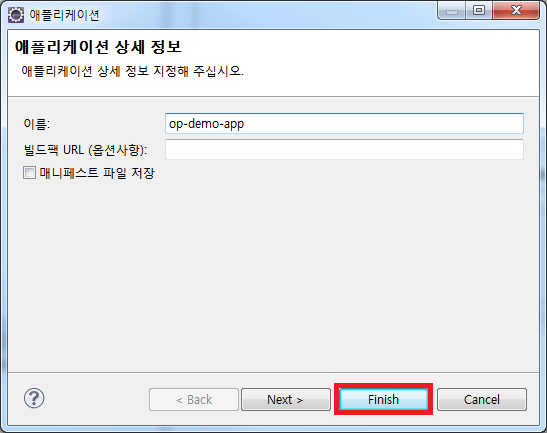 애플리케이션
애플리케이션 상세 정보
애플리케이션 상세 정보 지정해 주십시오.
이름: op-demo-app
빌드팩 URL (옵션사항):
매니페스트 파일 저장
? < Back Next > Finish Cancel